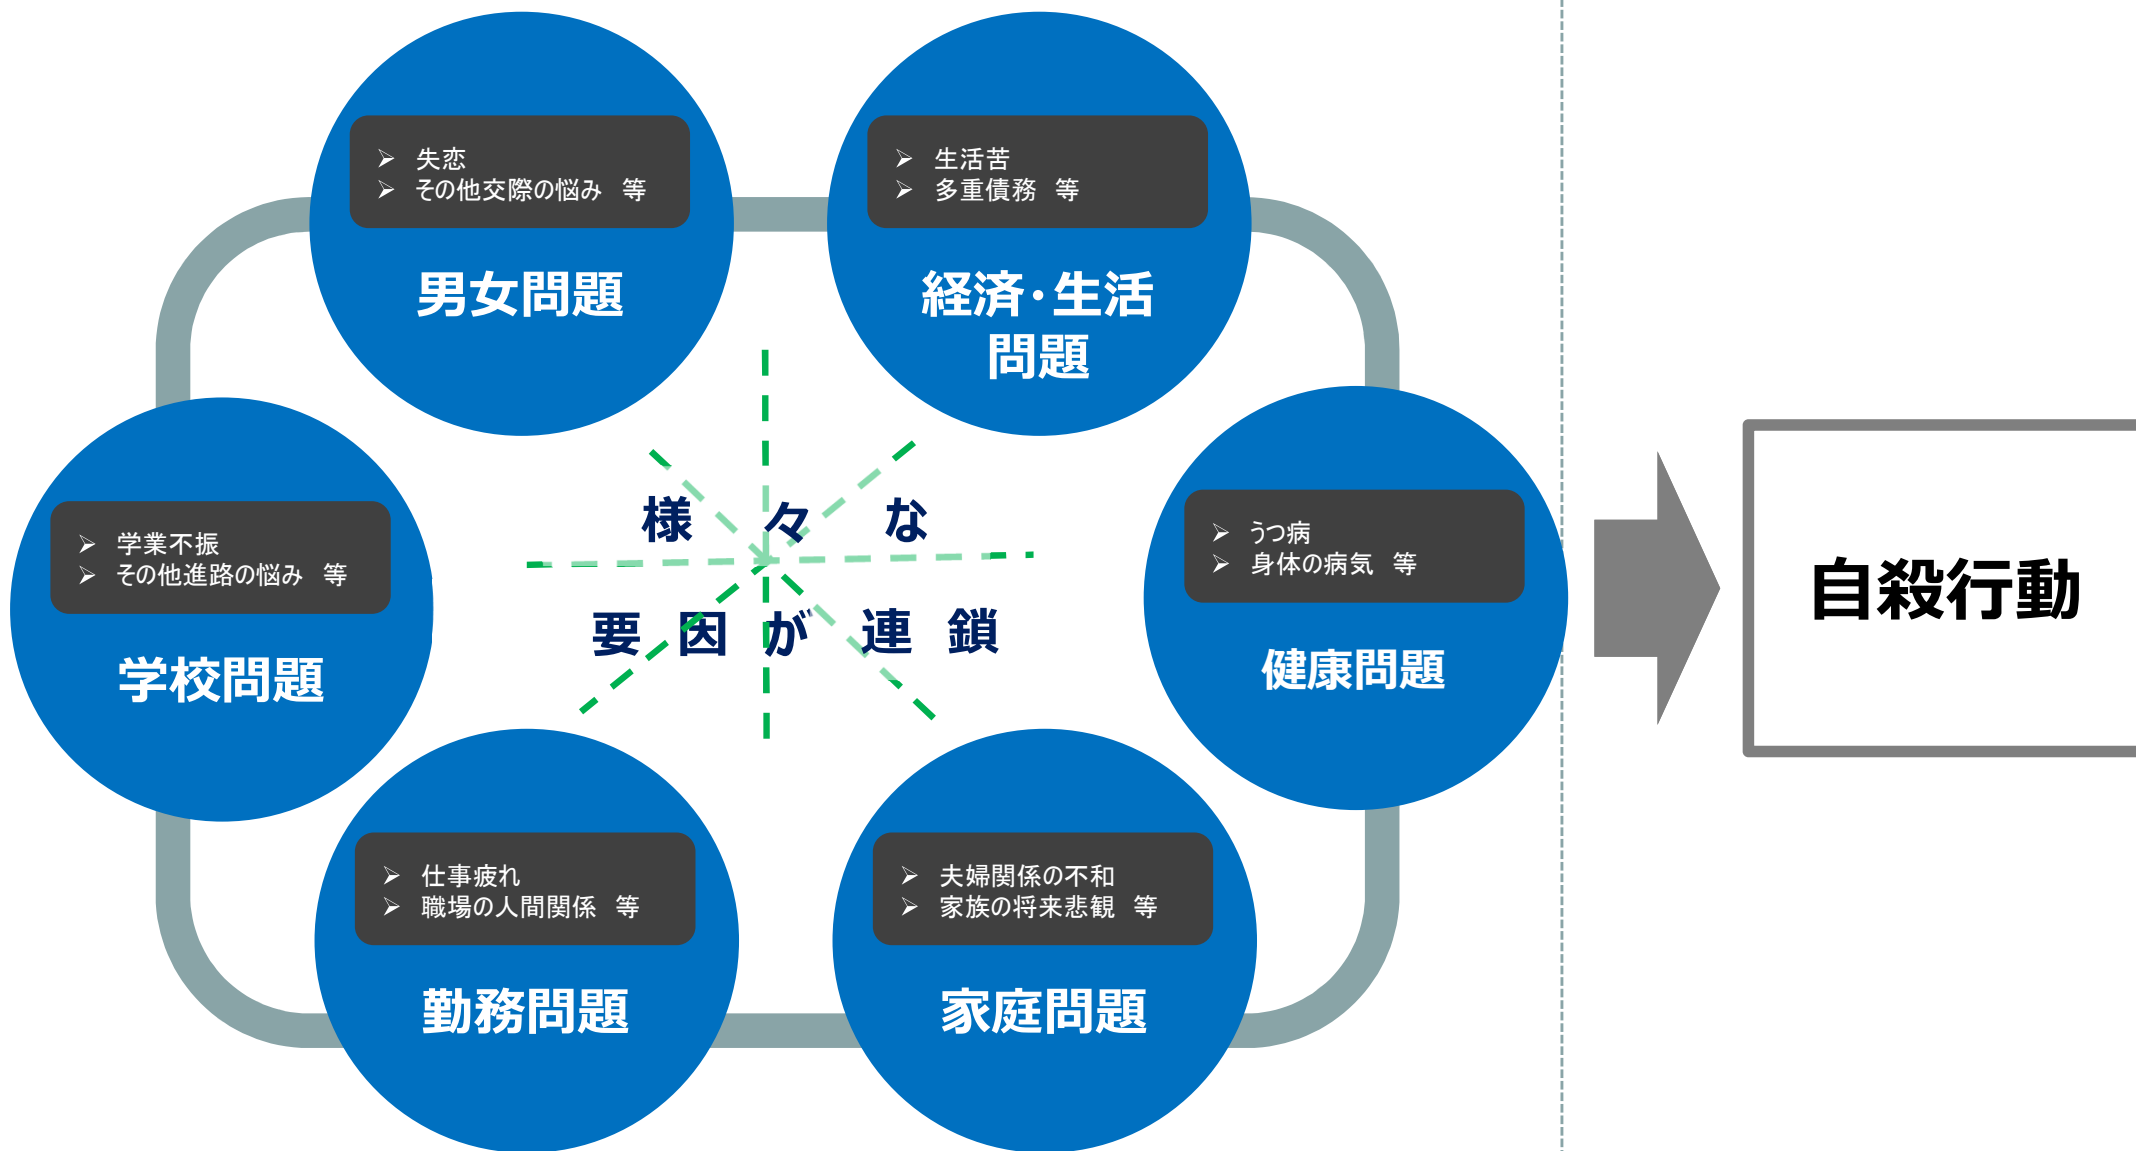 ➢ 失恋
➢ その他交際の悩み 等
男女問題
➢ 生活苦
➢ 多重債務 等
経済・生活
問題
➢ 学業不振
➢ その他進路の悩み 等
学校問題
様々な
要因が連鎖
➢ うつ病
➢ 身体の病気 等
健康問題
➢ 仕事疲れ
➢ 職場の人間関係 等
勤務問題
➢ 夫婦関係の不和
➢ 家族の将来悲観 等
家庭問題
自殺行動